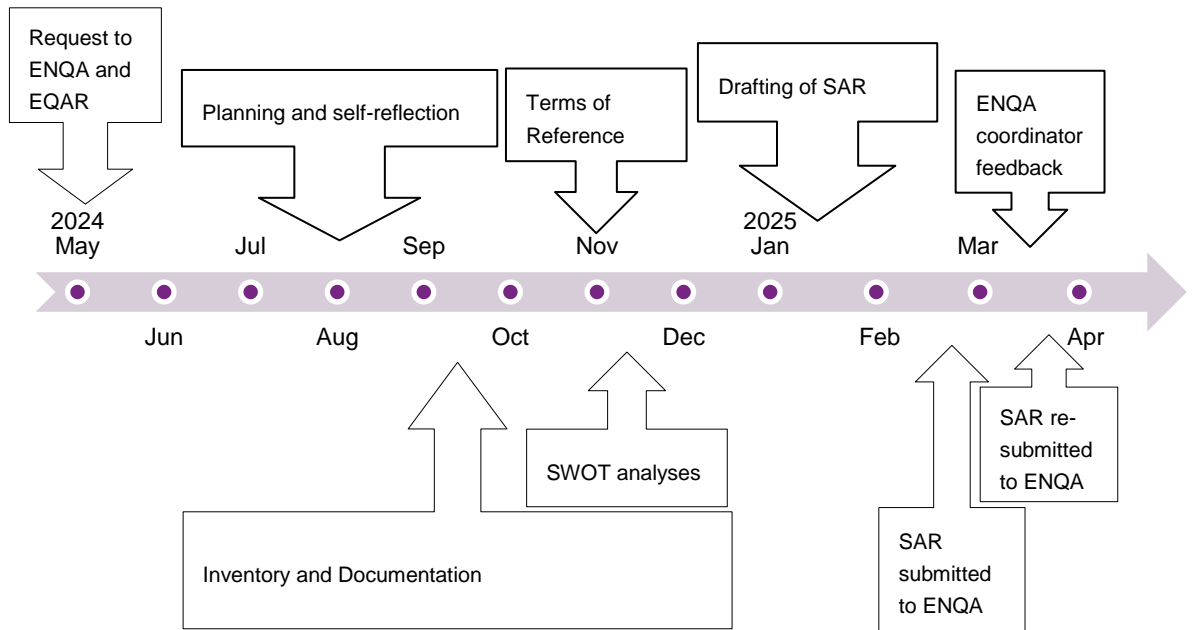 Request to
ENQA and
EQAR
Planning and self-reflection
Terms of
Reference
Drafting of SAR
ENQA
coordinator
feedback
2024
May
Jul
Sep
Nov
2025
Jan
Mar
Jun
Aug
Oct
Dec
Feb
Apr
Inventory and Documentation
SWOT analyses
SAR
submitted
to ENQA
SAR re-
submitted
to ENQA